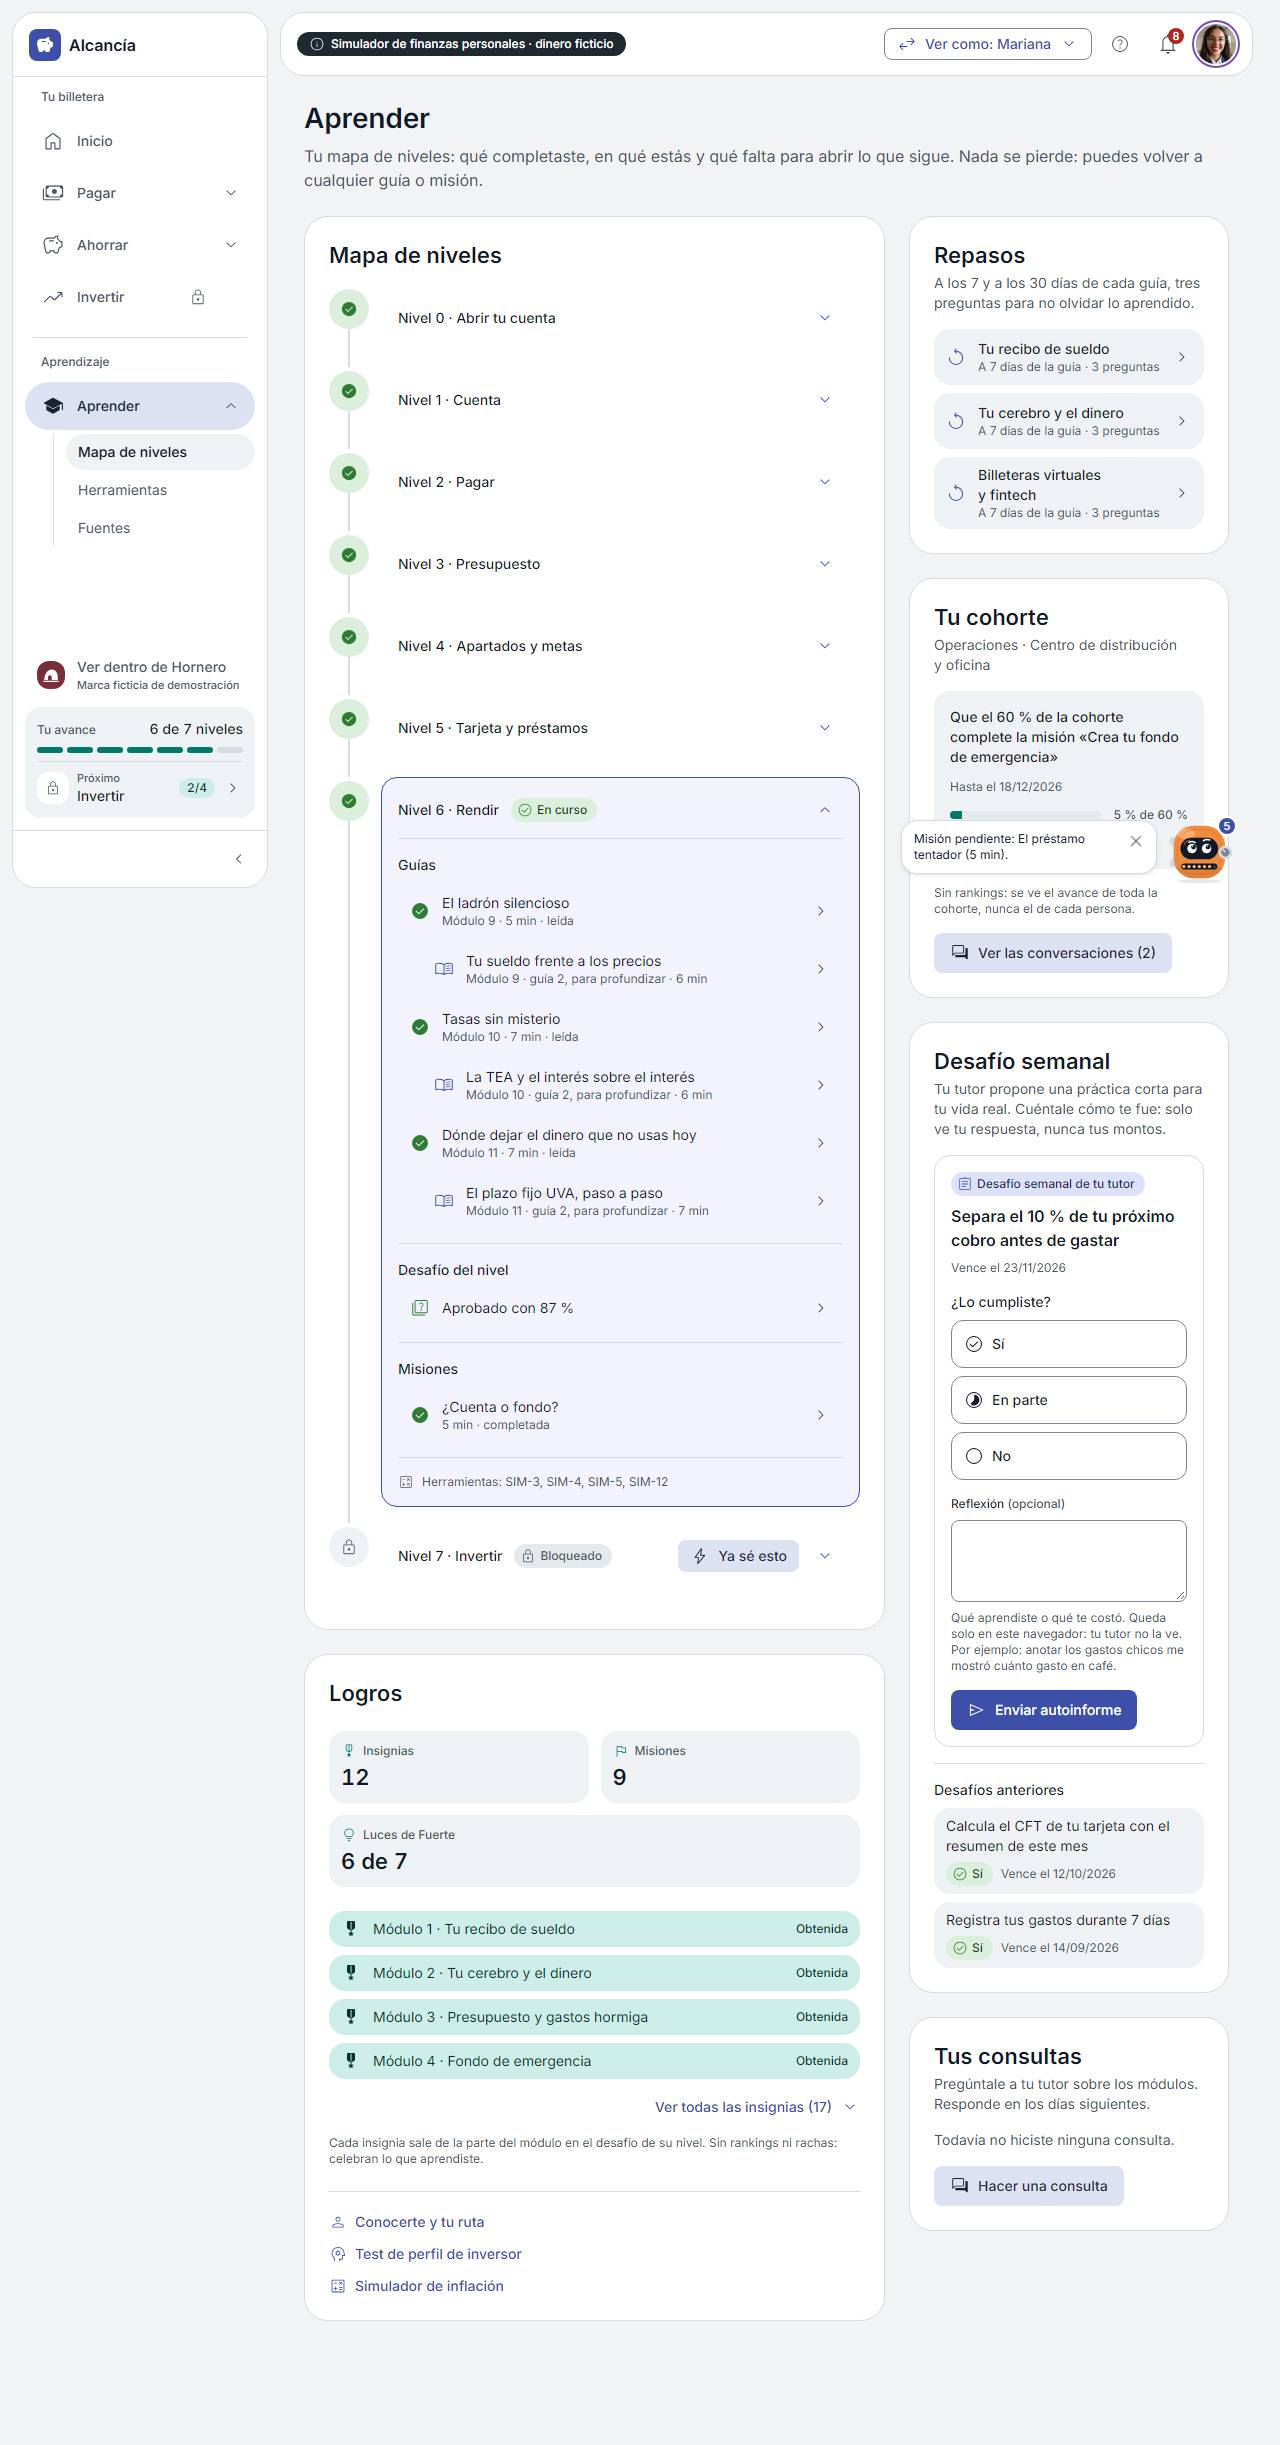 Alcancía
Simulador de finanzas personales · dinero ficticio
Ver como: Mariana
8
Tu billetera
Inicio
Pagar
Ahorrar
Invertir
Aprendizaje
Aprender
Mapa de niveles
Herramientas
Fuentes
Ver dentro de Hornero
Marca ficticia de demostración
Tu avance
6 de 7 niveles
Próximo
Invertir
2/4
Aprender
Tu mapa de niveles: qué completaste, en qué estás y qué falta para abrir lo que sigue. Nada se pierde: puedes volver a
cualquier guía o misión.
Mapa de niveles
Nivel 0 · Abrir tu cuenta
Nivel 1 · Cuenta
Nivel 2 · Pagar
Nivel 3 · Presupuesto
Nivel 4 · Apartados y metas
Nivel 5 · Tarjeta y préstamos
Nivel 6 · Rendir
En curso
Guías
El ladrón silencioso
Módulo 9 · 5 min · leída
Tu sueldo frente a los precios
Módulo 9 · guía 2, para profundizar · 6 min
Tasas sin misterio
Módulo 10 · 7 min · leída
La TEA y el interés sobre el interés
Módulo 10 · guía 2, para profundizar · 6 min
Dónde dejar el dinero que no usas hoy
Módulo 11 · 7 min · leída
El plazo fijo UVA, paso a paso
Módulo 11 · guía 2, para profundizar · 7 min
Desafío del nivel
Aprobado con 87 %
Misiones
¿Cuenta o fondo?
5 min · completada
Herramientas: SIM-3, SIM-4, SIM-5, SIM-12
Nivel 7 · Invertir
Bloqueado
Ya sé esto
Logros
Insignias
12
Misiones
9
Luces de Fuerte
6 de 7
Módulo 1 · Tu recibo de sueldo
Obtenida
Módulo 2 · Tu cerebro y el dinero
Obtenida
Módulo 3 · Presupuesto y gastos hormiga
Obtenida
Módulo 4 · Fondo de emergencia
Obtenida
Ver todas las insignias (17)
Cada insignia sale de la parte del módulo en el desafío de su nivel. Sin rankings ni rachas:
celebran lo que aprendiste.
Conocerte y tu ruta
Test de perfil de inversor
Simulador de inflación
Repasos
A los 7 y a los 30 días de cada guía, tres
preguntas para no olvidar lo aprendido.
Tu recibo de sueldo
A 7 días de la guía · 3 preguntas
Tu cerebro y el dinero
A 7 días de la guía · 3 preguntas
Billeteras virtuales
y fintech
A 7 días de la guía · 3 preguntas
Tu cohorte
Operaciones · Centro de distribución
y oficina
Que el 60 % de la cohorte
complete la misión «Crea tu fondo
de emergencia»
Hasta el 18/12/2026
5 % de 60 %
Misión pendiente: El préstamo
tentador (5 min).
5
Sin rankings: se ve el avance de toda la
cohorte, nunca el de cada persona.
Ver las conversaciones (2)
Desafío semanal
Tu tutor propone una práctica corta para
tu vida real. Cuéntale cómo te fue: solo
ve tu respuesta, nunca tus montos.
Desafío semanal de tu tutor
Separa el 10 % de tu próximo
cobro antes de gastar
Vence el 23/11/2026
¿Lo cumpliste?
Sí
En parte
No
Reflexión (opcional)
Qué aprendiste o qué te costó. Queda
solo en este navegador: tu tutor no la ve.
Por ejemplo: anotar los gastos chicos me
mostró cuánto gasto en café.
Enviar autoinforme
Desafíos anteriores
Calcula el CFT de tu tarjeta con el
resumen de este mes
Sí
Vence el 12/10/2026
Registra tus gastos durante 7 días
Sí
Vence el 14/09/2026
Tus consultas
Pregúntale a tu tutor sobre los módulos.
Responde en los días siguientes.
Todavía no hiciste ninguna consulta.
Hacer una consulta